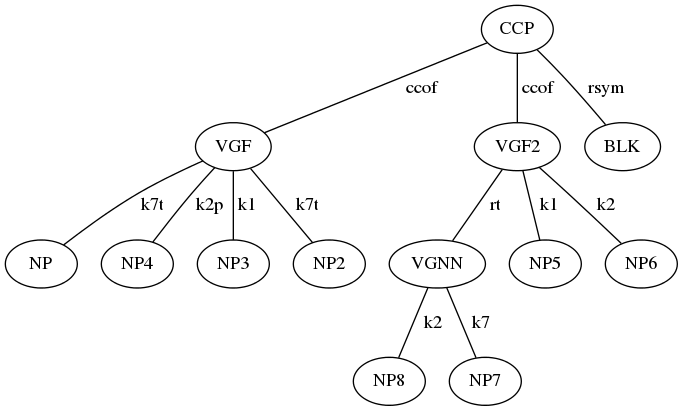 CCP
ccof ccof rsym
VGF VGF2 BLK
k7t k2p k1 k7t rt k1 k2
NP NP4 NP3 NP2 VGNN NP5 NP6
k2 k7
NP8 NP7